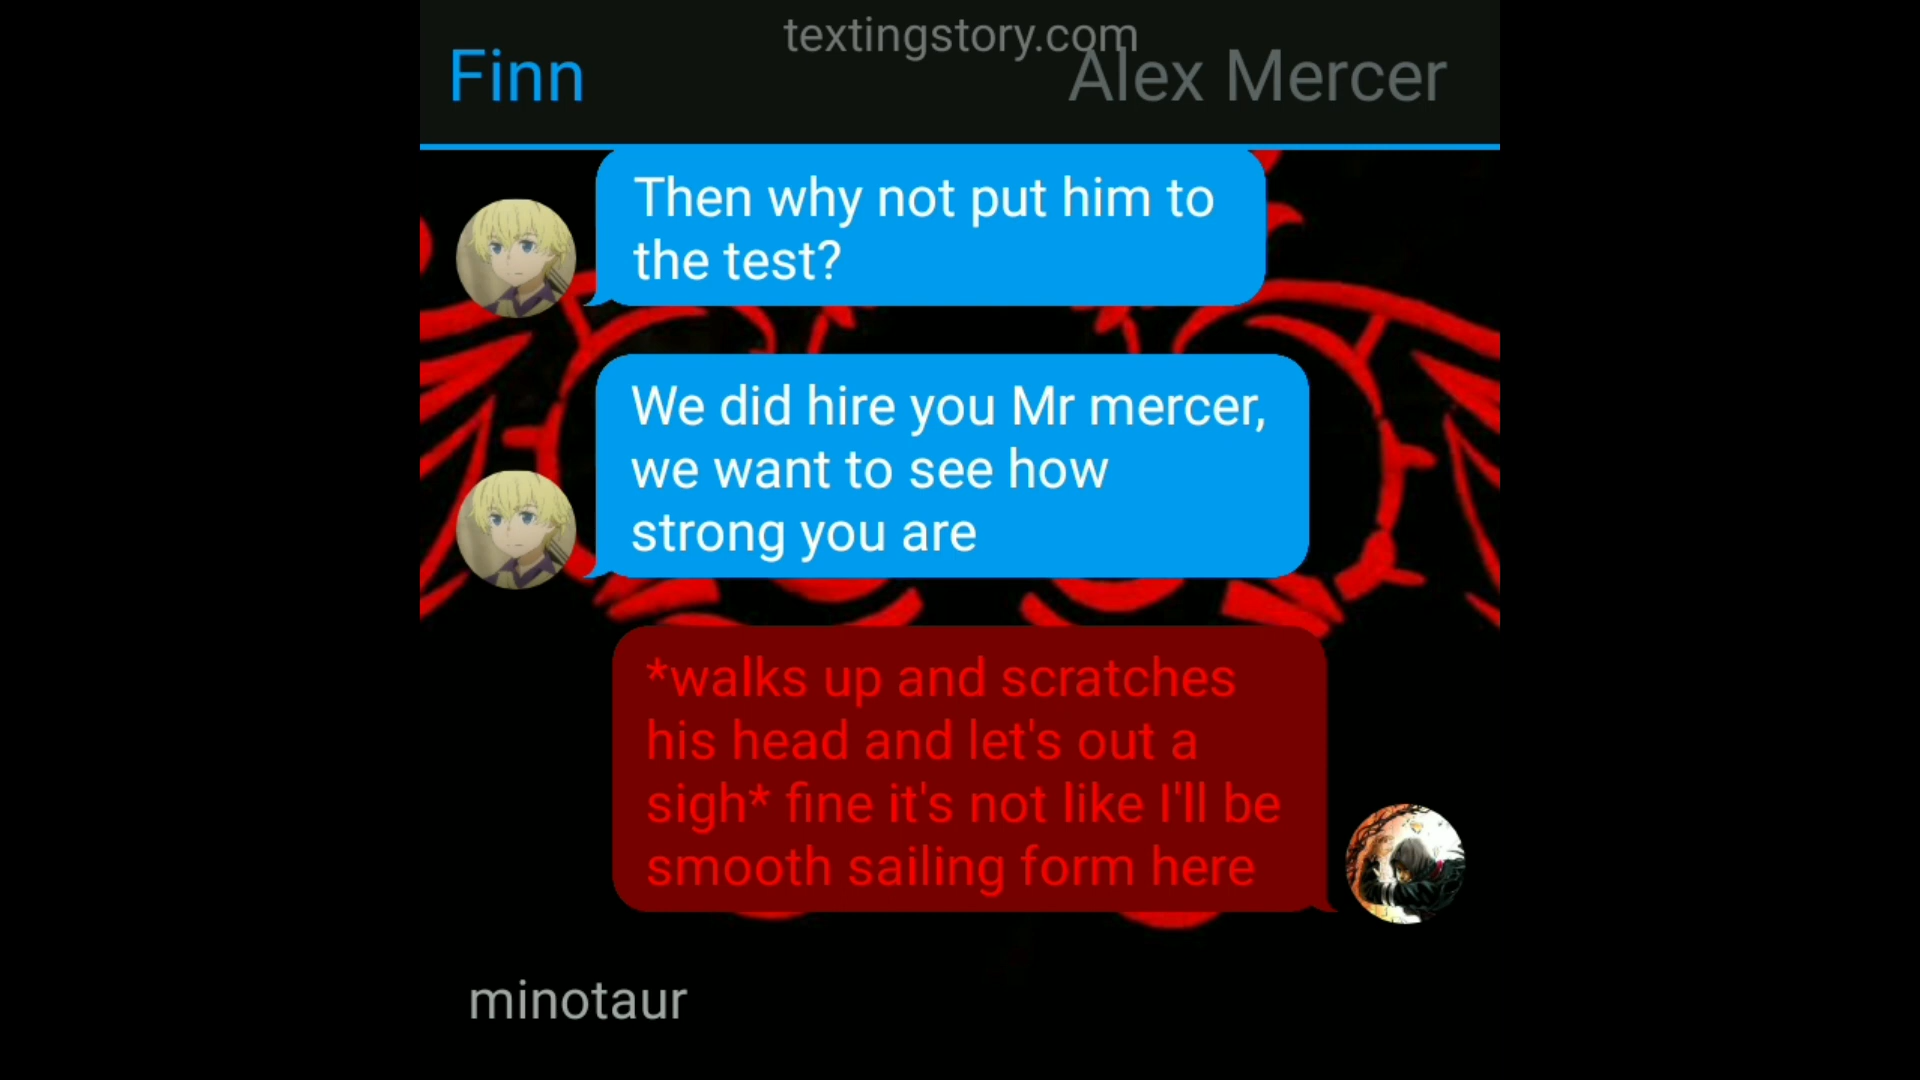 textingstory.com
Finn
Alex Mercer
Then why not put him to
the test?
We did hire you Mr mercer,
we want to see how
strong you are
*walks up and scratches
his head and let's out a
sigh* fine it's not like I'll be
smooth sailing form here
minotaur